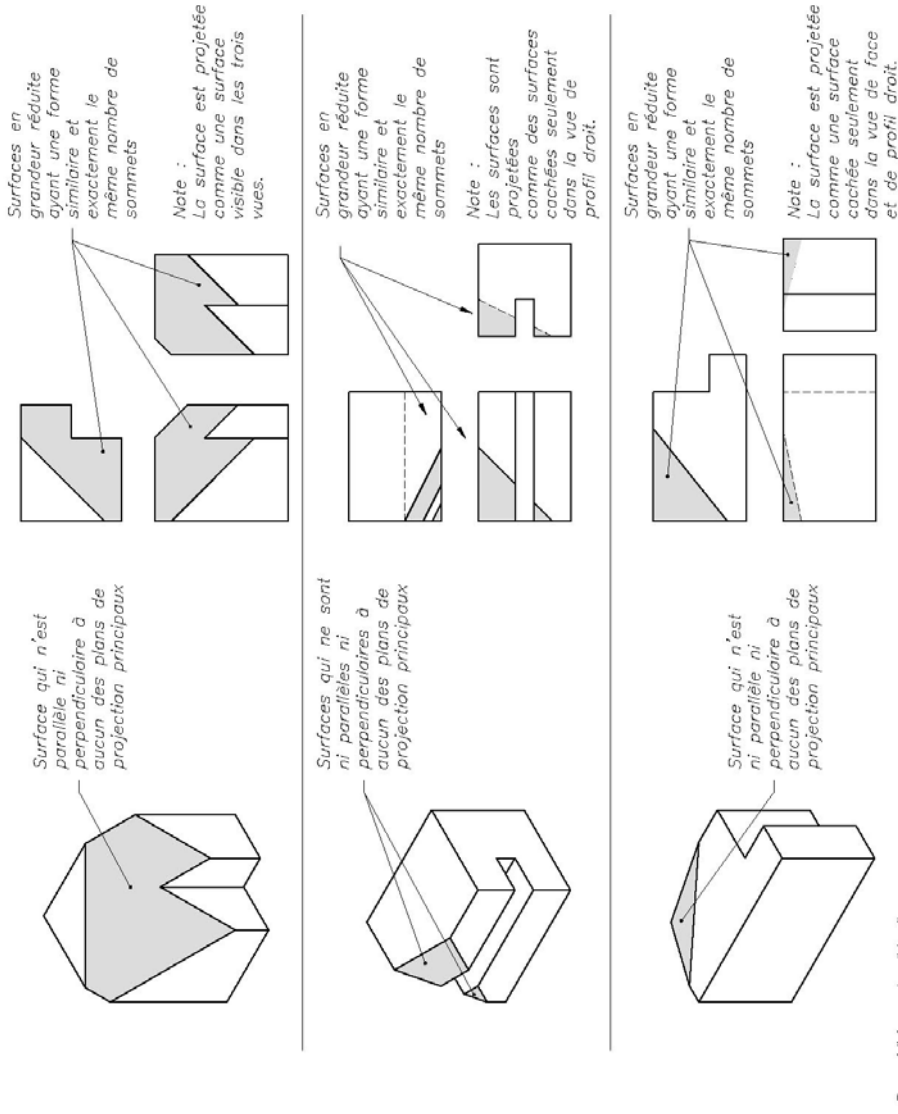 Surface qui n'est
parallèle ni
perpendiculaire à
aucun des plans de
projection principaux
Surfaces en
grandeur réduite
ayant une forme
similaire et
exactement le
même nombre de
sommets
Note :
La surface est projetée
comme une surface
visible dans les trois
vues.
Surfaces qui ne sont
ni parallèles ni
perpendiculaires à
aucun des plans de
projection principaux
Surfaces en
grandeur réduite
ayant une forme
similaire et
exactement le
même nombre de
sommets
Note :
Les surfaces sont
projetées
comme des surfaces
cachées seulement
dans la vue de
profil droit.
Surface qui n'est
ni parallèle ni
perpendiculaire à
aucun des plans de
projection principaux
Surfaces en
grandeur réduite
ayant une forme
similaire et
exactement le
même nombre de
sommets
Note :
La surface est projetée
comme une surface
cachée seulement
dans la vue de face
et de profil droit.